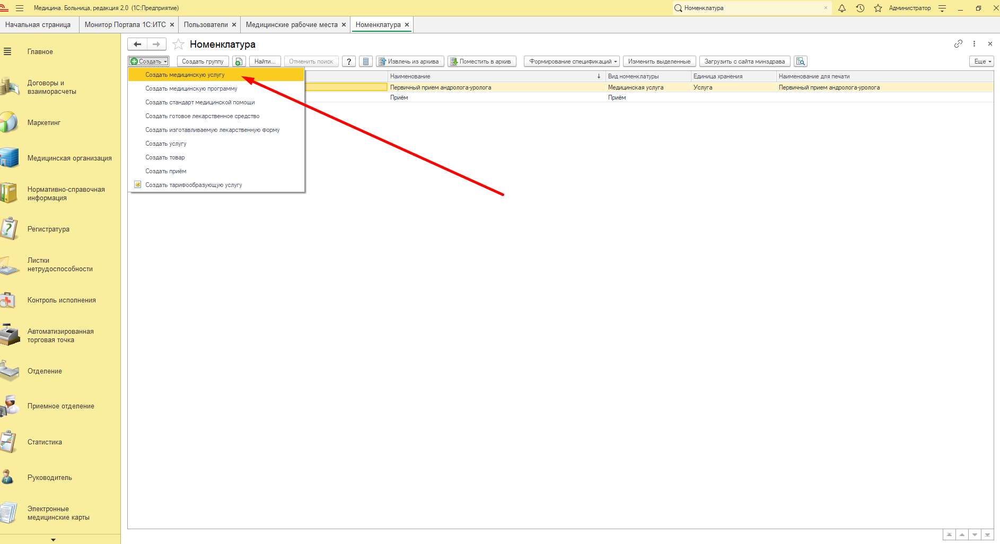 Медицина. Больница, редакция 2.0 (1С:Предприятие)
Номенклатура
Администратор
Начальная страница
Монитор Портала 1С:ИТС
Пользователи
Медицинские рабочие места
Номенклатура
Главное
Договоры и
взаиморасчеты
Маркетинг
Медицинская организация
Нормативно-справочная
информация
Регистратура
Листки
нетрудоспособности
Контроль исполнения
Автоматизированная
торговая точка
Отделение
Приемное отделение
Статистика
Руководитель
Электронные
медицинские карты
Номенклатура
Создать
Создать группу
Найти...
Отменить поиск
?
Извлечь из архива
Поместить в архив
Формирование спецификаций
Изменить выделенные
Загрузить с сайта минздрава
Еще
Создать медицинскую услугу
Создать медицинскую программу
Создать стандарт медицинской помощи
Создать готовое лекарственное средство
Создать изготавливаемую лекарственную форму
Создать услугу
Создать товар
Создать приём
Создать тарифообразующую услугу
Наименование
Вид номенклатуры
Единица хранения
Наименование для печати
Первичный прием андролога-уролога
Медицинская услуга
Услуга
Первичный прием андролога-уролога
Приём
Приём